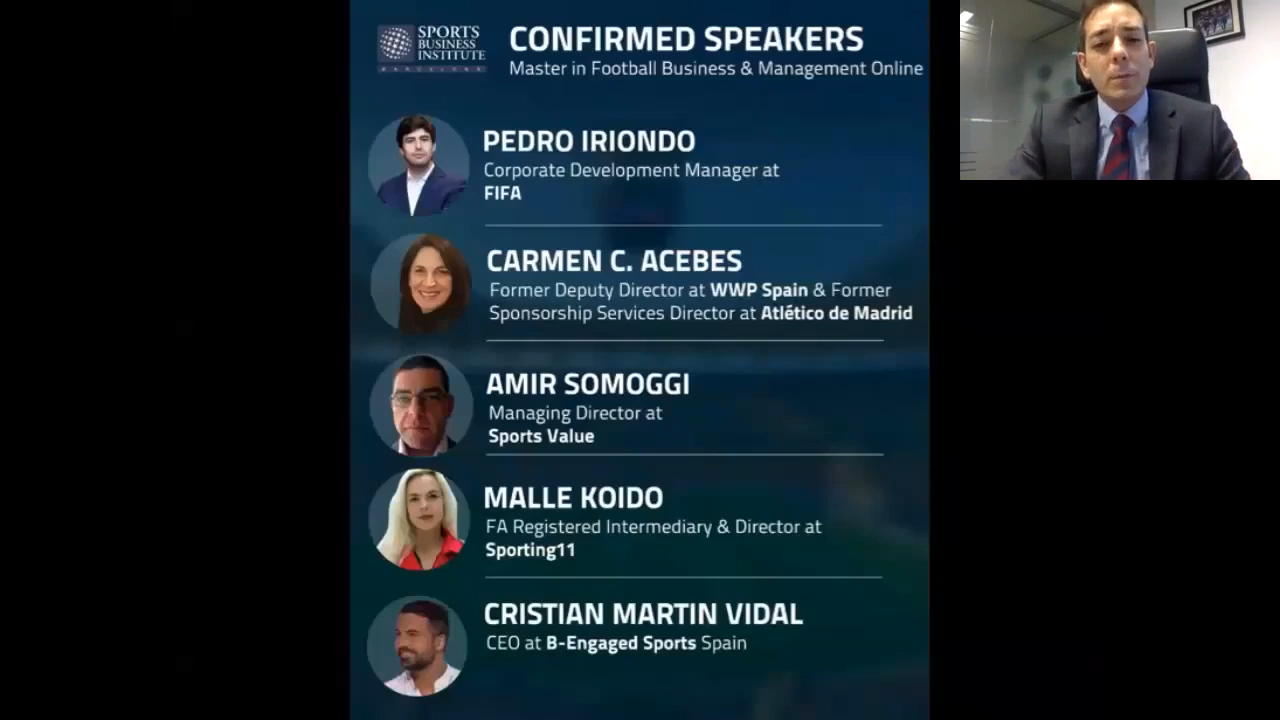 SPORTS
BUSINESS
INSTITUTE
BARCELONA
CONFIRMED SPEAKERS
Master in Football Business & Management Online
PEDRO IRIONDO
Corporate Development Manager at
FIFA
CARMEN C. ACEBES
Former Deputy Director at WWP Spain & Former
Sponsorship Services Director at Atlético de Madrid
AMIR SOMOGGI
Managing Director at
Sports Value
MALLE KOIDO
FA Registered Intermediary & Director at
Sporting11
CRISTIAN MARTIN VIDAL
CEO at B-Engaged Sports Spain